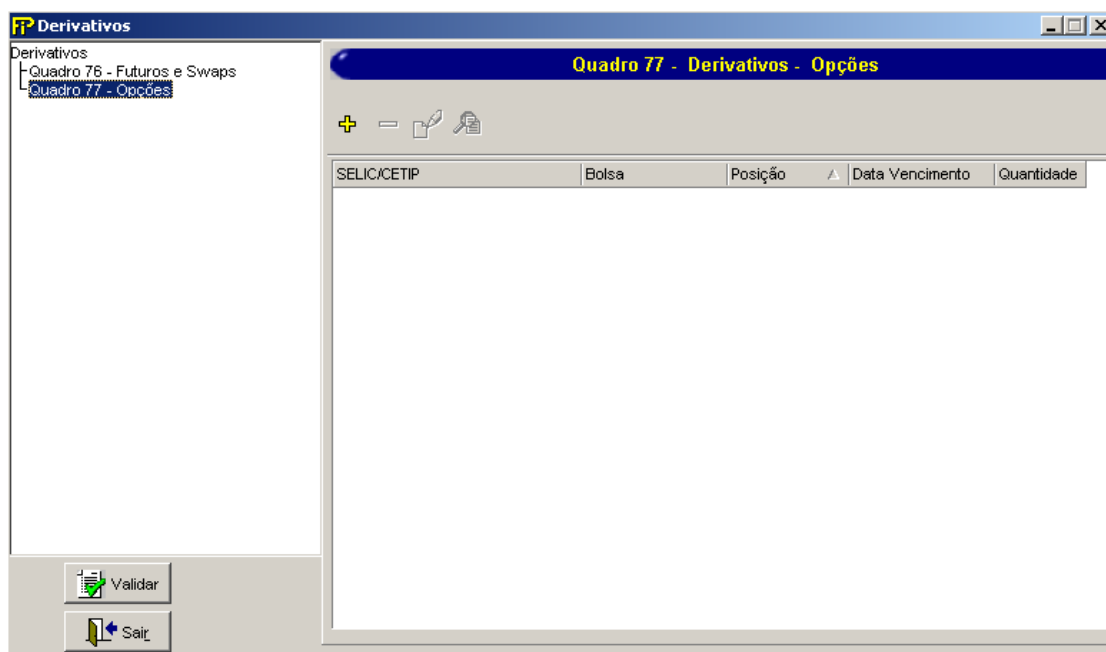 FiP Derivativos
Derivativos
Quadro 76 - Futuros e Swaps
Quadro 77 - Opções
Quadro 77 - Derivativos - Opções
SELIC/CETIP Bolsa Posição Data Vencimento Quantidade
Validar
Sair